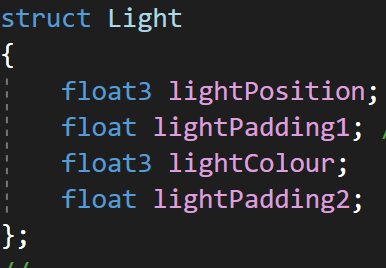 struct Light
{
float3 lightPosition;
float lightPadding1; /
float3 lightColour;
float lightPadding2;
};
//